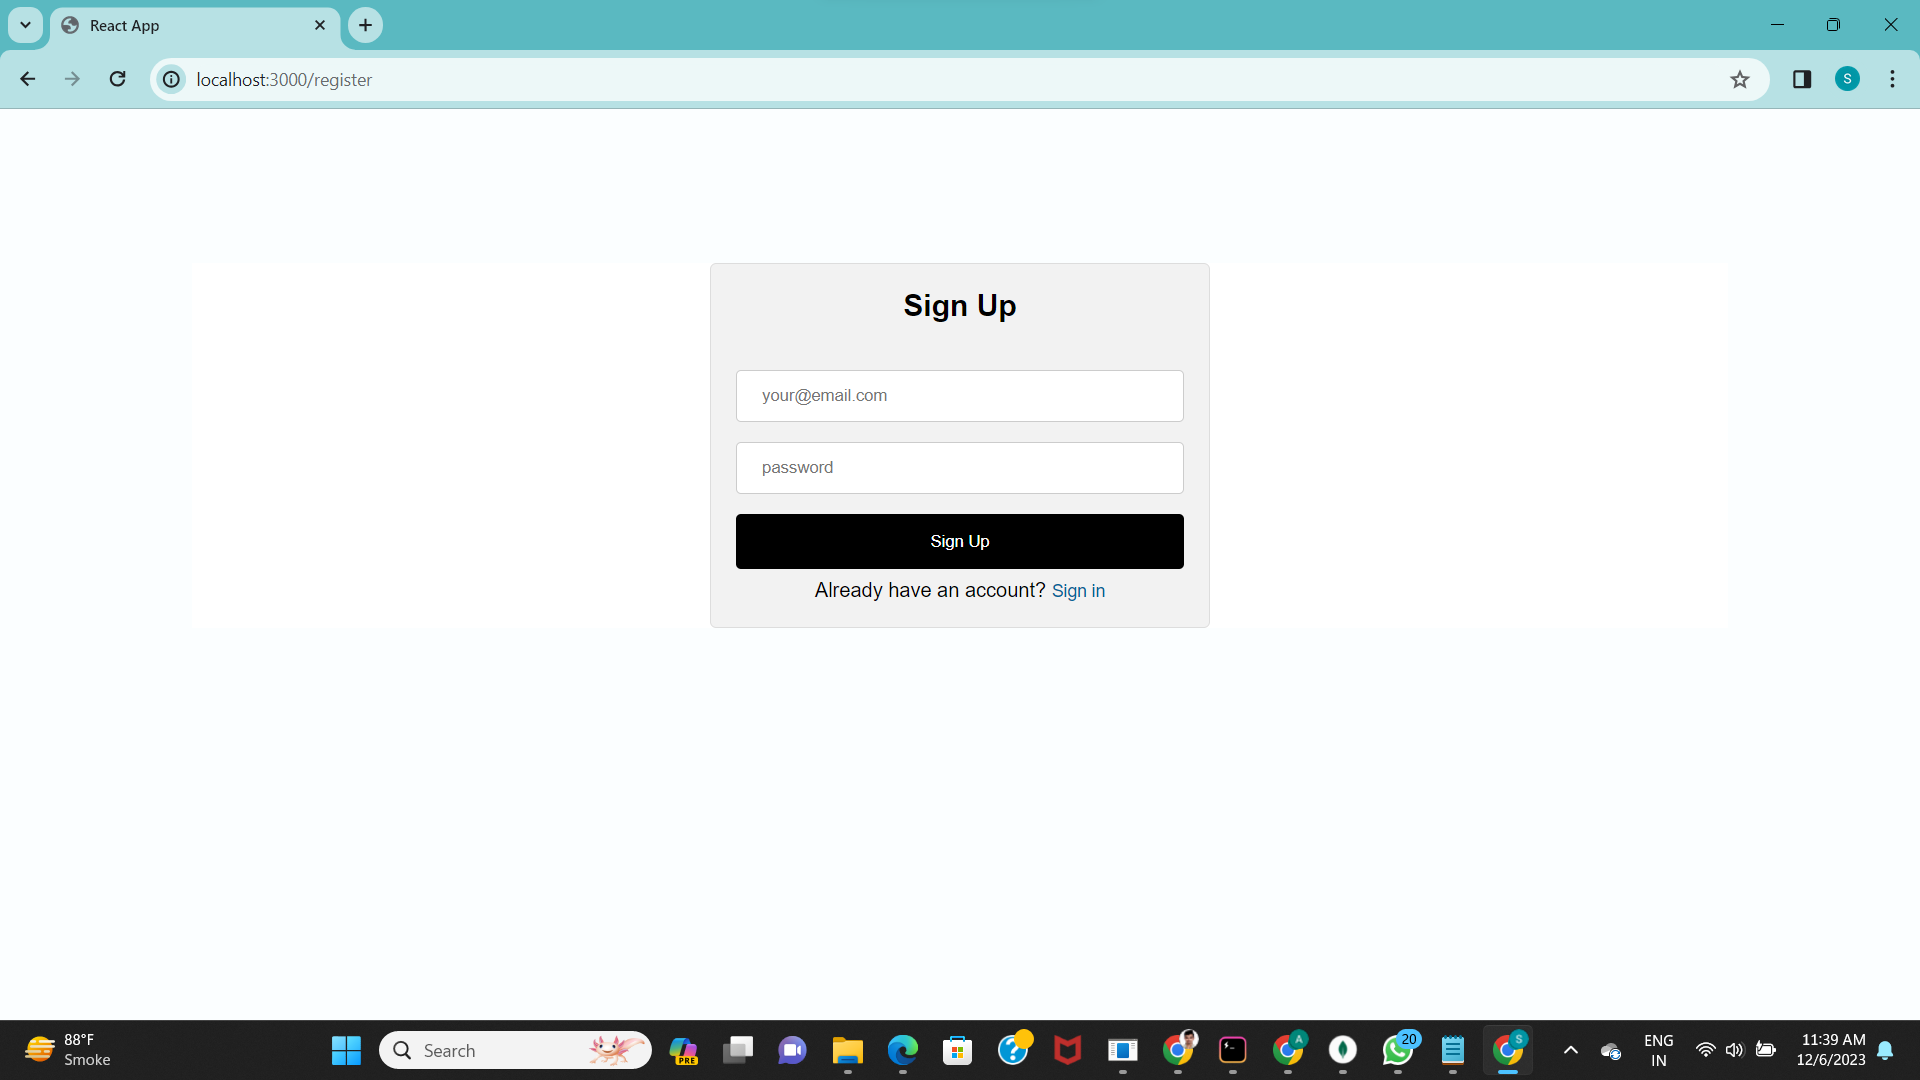 React App
localhost:3000/register
S
Sign Up
your@email.com
password
Sign Up
Already have an account? Sign in
88°F
Smoke
Search
PRE
A
20
S
ENG
IN
11:39 AM
12/6/2023